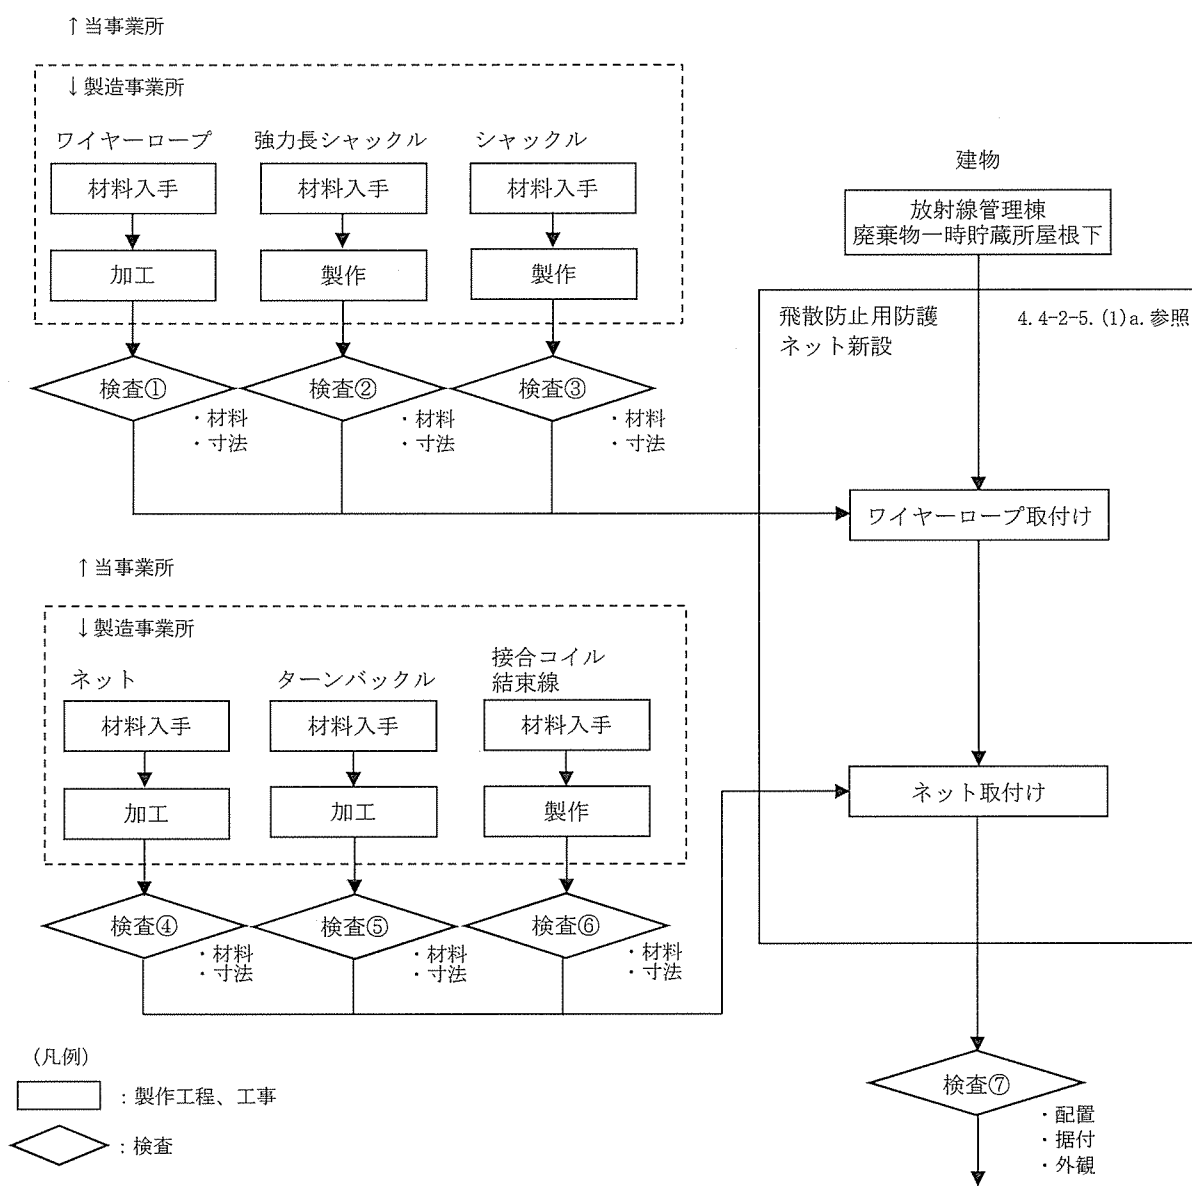 ↑当事業所
↓製造事業所
ワイヤーロープ
強力長シャックル
シャックル
材料入手
材料入手
材料入手
加工
製作
製作
検査①
・材料
・寸法
検査②
・材料
・寸法
検査③
・材料
・寸法
建物
放射線管理棟
廃棄物一時貯蔵所屋根下
飛散防止用防護
ネット新設
4.4-2-5.(1)a.参照
ワイヤーロープ取付け
↑当事業所
↓製造事業所
ネット
ターンバックル
接合コイル
結束線
材料入手
材料入手
材料入手
加工
加工
製作
検査④
・材料
・寸法
検査⑤
・材料
・寸法
検査⑥
・材料
・寸法
ネット取付け
検査⑦
・配置
・据付
・外観
(凡例)
：製作工程、工事
：検査